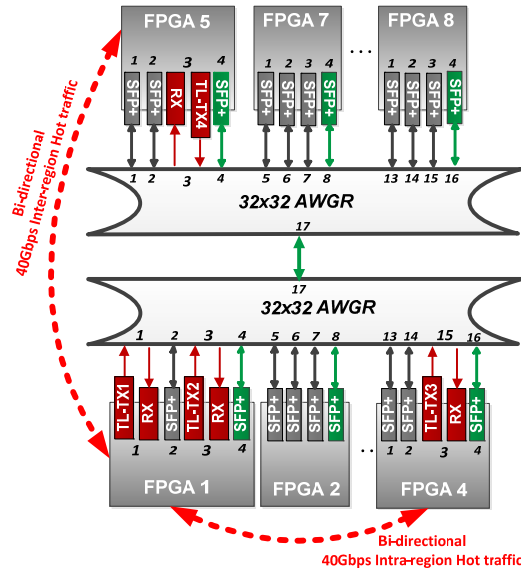 FPGA 5
FPGA 7
FPGA 8
1 2 3 4
SFP+ SFP+ RX TL-TX4 SFP+
1 2 3 4
SFP+ SFP+ SFP+ SFP+
...
1 2 3 4
SFP+ SFP+ SFP+ SFP+
1 2 3 4 5 6 7 8 13 14 15 16
32x32 AWGR
17
17
32x32 AWGR
1 2 3 4 5 6 7 8 13 14 15 16
TL-TX1 RX SFP+ TL-TX2 RX SFP+
SFP+ SFP+ SFP+ SFP+
SFP+ SFP+ TL-TX3 RX SFP+
1 2 3 4
1 2 3 4
..
1 2 3 4
FPGA 1
FPGA 2
FPGA 4
Bi-directional
40Gbps Inter-region Hot traffic
Bi-directional
40Gbps Intra-region Hot traffic